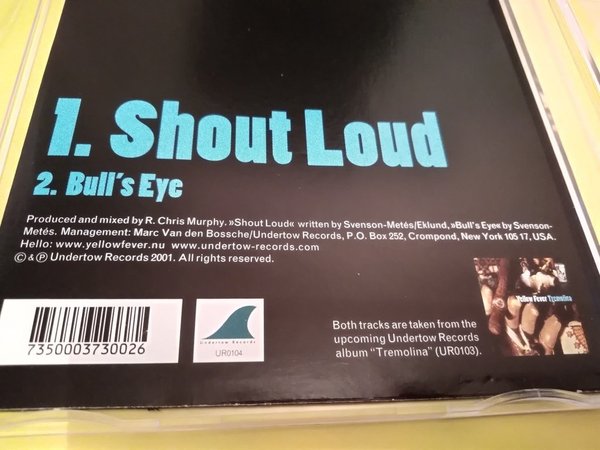 1. Shout Loud
2. Bull's Eye
Produced and mixed by R. Chris Murphy. »Shout Loud« written by Svenson-Metés/Eklund, »Bull's Eye« by Svenson-
Metés. Management: Marc Van den Bossche/Undertow Records, P.O. Box 252, Crompond, New York 105 17, USA.
Hello: www.yellowfever.nu www.undertow-records.com
© & ℗ Undertow Records 2001. All rights reserved.
Yellow Fever Tremolina
7350003730026
Undertow Records
UR0104
Both tracks are taken from the
upcoming Undertow Records
album "Tremolina" (UR0103).